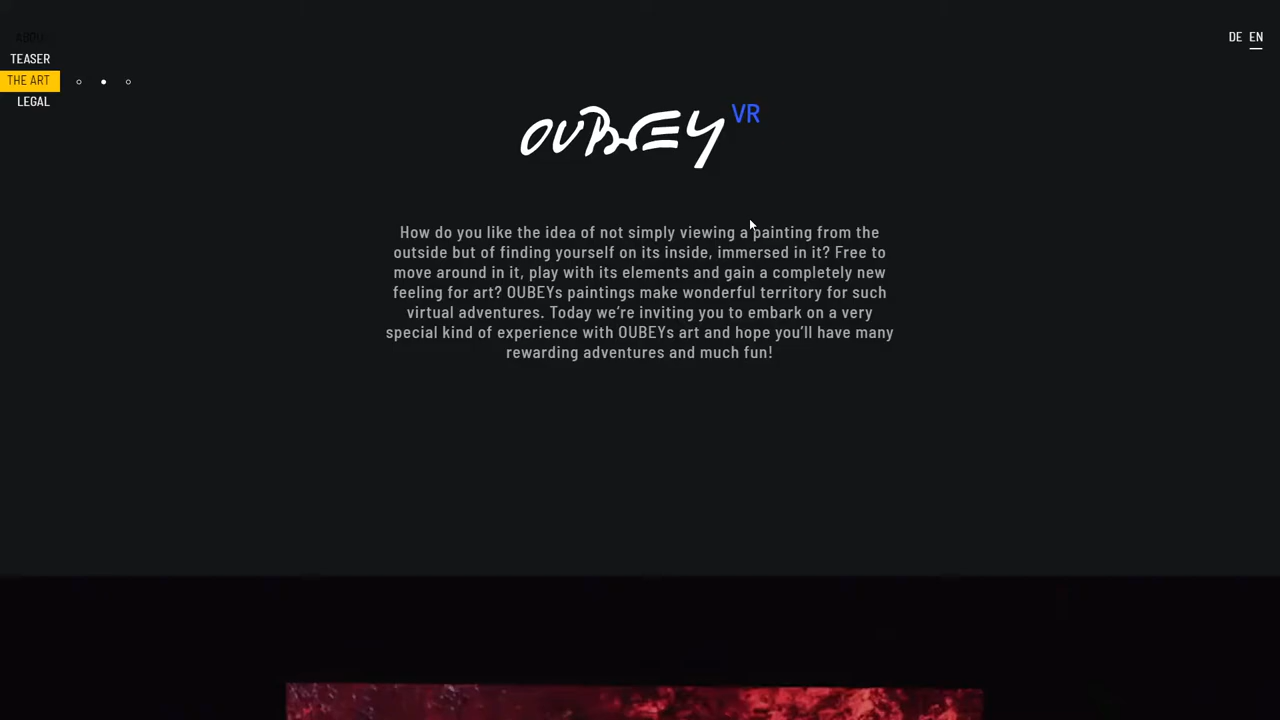 ABOU
DE EN
TEASER
THE ART
LEGAL
OUBEY VR
How do you like the idea of not simply viewing a painting from the
outside but of finding yourself on its inside, immersed in it? Free to
move around in it, play with its elements and gain a completely new
feeling for art? OUBEYs paintings make wonderful territory for such
virtual adventures. Today we’re inviting you to embark on a very
special kind of experience with OUBEYs art and hope you’ll have many
rewarding adventures and much fun!